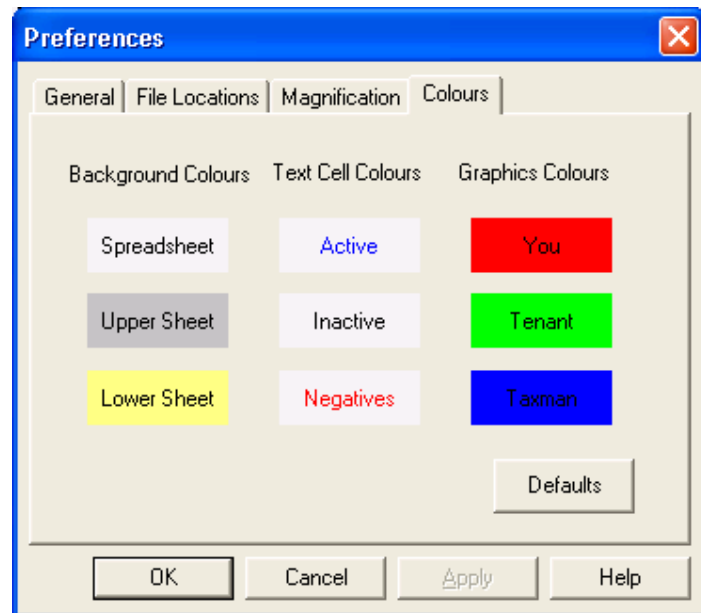 Preferences
General File Locations Magnification Colours
Background Colours Text Cell Colours Graphics Colours
Spreadsheet Active You
Upper Sheet Inactive Tenant
Lower Sheet Negatives Taxman
Defaults
OK Cancel Apply Help